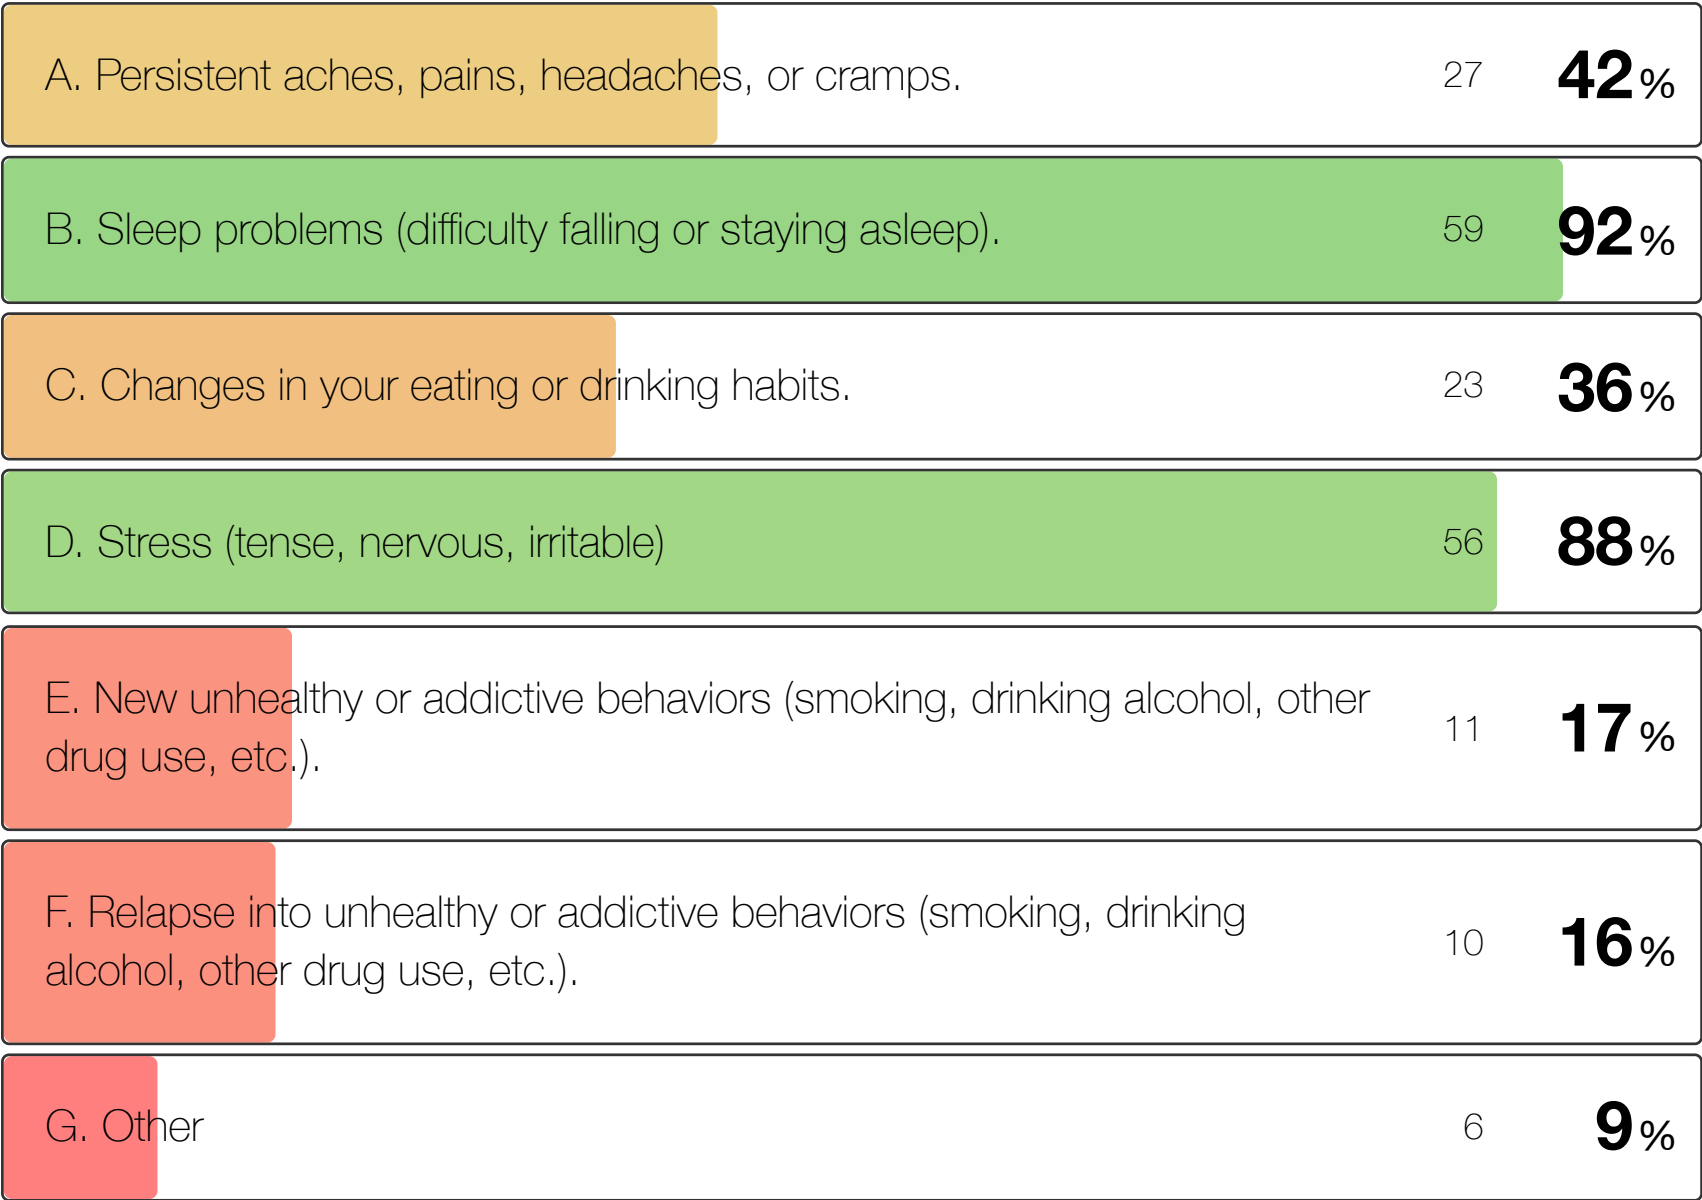 A. Persistent aches, pains, headaches, or cramps. 27 42%
B. Sleep problems (difficulty falling or staying asleep). 59 92%
C. Changes in your eating or drinking habits. 23 36%
D. Stress (tense, nervous, irritable) 56 88%
E. New unhealthy or addictive behaviors (smoking, drinking alcohol, other
drug use, etc.). 11 17%
F. Relapse into unhealthy or addictive behaviors (smoking, drinking
alcohol, other drug use, etc.). 10 16%
G. Other 6 9%